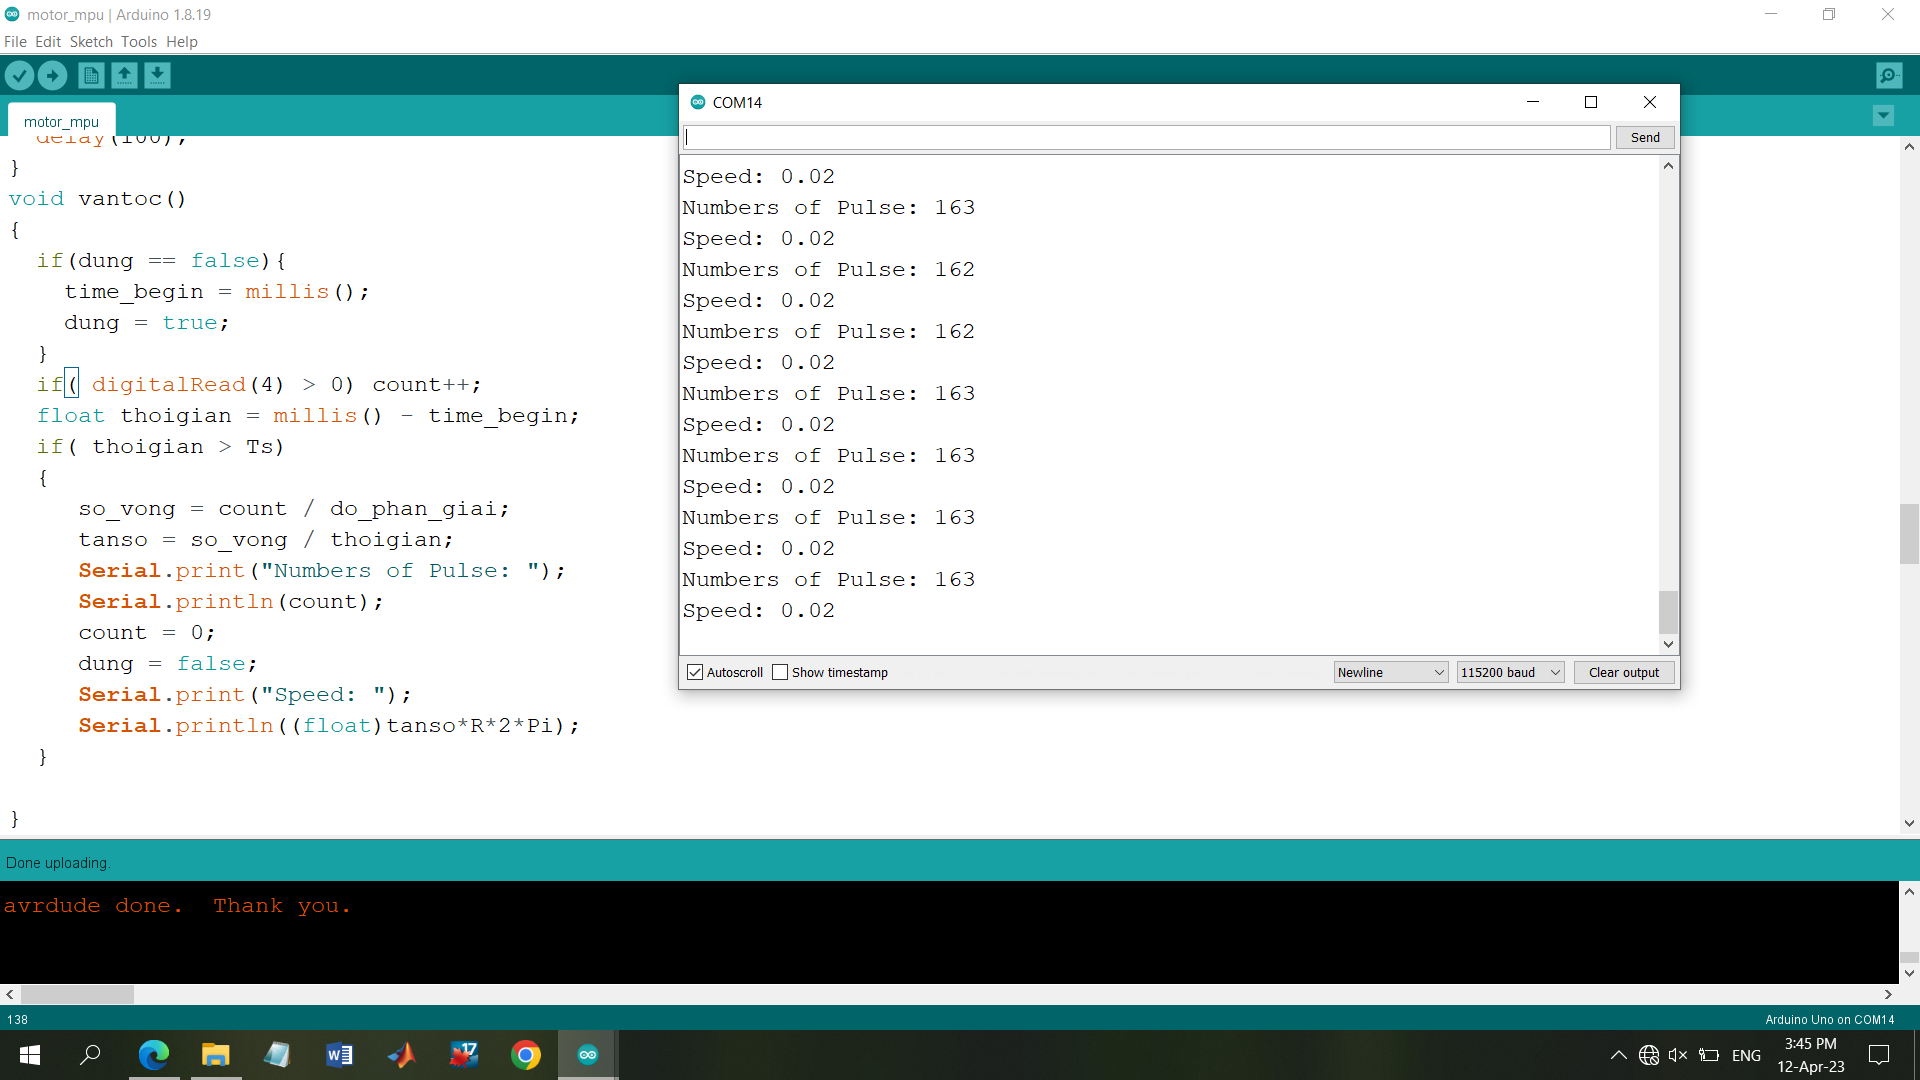 motor_mpu | Arduino 1.8.19
File Edit Sketch Tools Help
motor_mpu
delay(100);
}
void vantoc()
{
if(dung == false){
time_begin = millis();
dung = true;
}
if( digitalRead(4) > 0) count++;
float thoigian = millis() - time_begin;
if( thoigian > Ts)
{
so_vong = count / do_phan_giai;
tanso = so_vong / thoigian;
Serial.print("Numbers of Pulse: ");
Serial.println(count);
count = 0;
dung = false;
Serial.print("Speed: ");
Serial.println((float)tanso*R*2*Pi);
}
}
COM14
Send
Speed: 0.02
Numbers of Pulse: 163
Speed: 0.02
Numbers of Pulse: 162
Speed: 0.02
Numbers of Pulse: 162
Speed: 0.02
Numbers of Pulse: 163
Speed: 0.02
Numbers of Pulse: 163
Speed: 0.02
Numbers of Pulse: 163
Speed: 0.02
Numbers of Pulse: 163
Speed: 0.02
Autoscroll Show timestamp Newline 115200 baud Clear output
Done uploading.
avrdude done.  Thank you.
138 Arduino Uno on COM14
17
ENG
3:45 PM
12-Apr-23